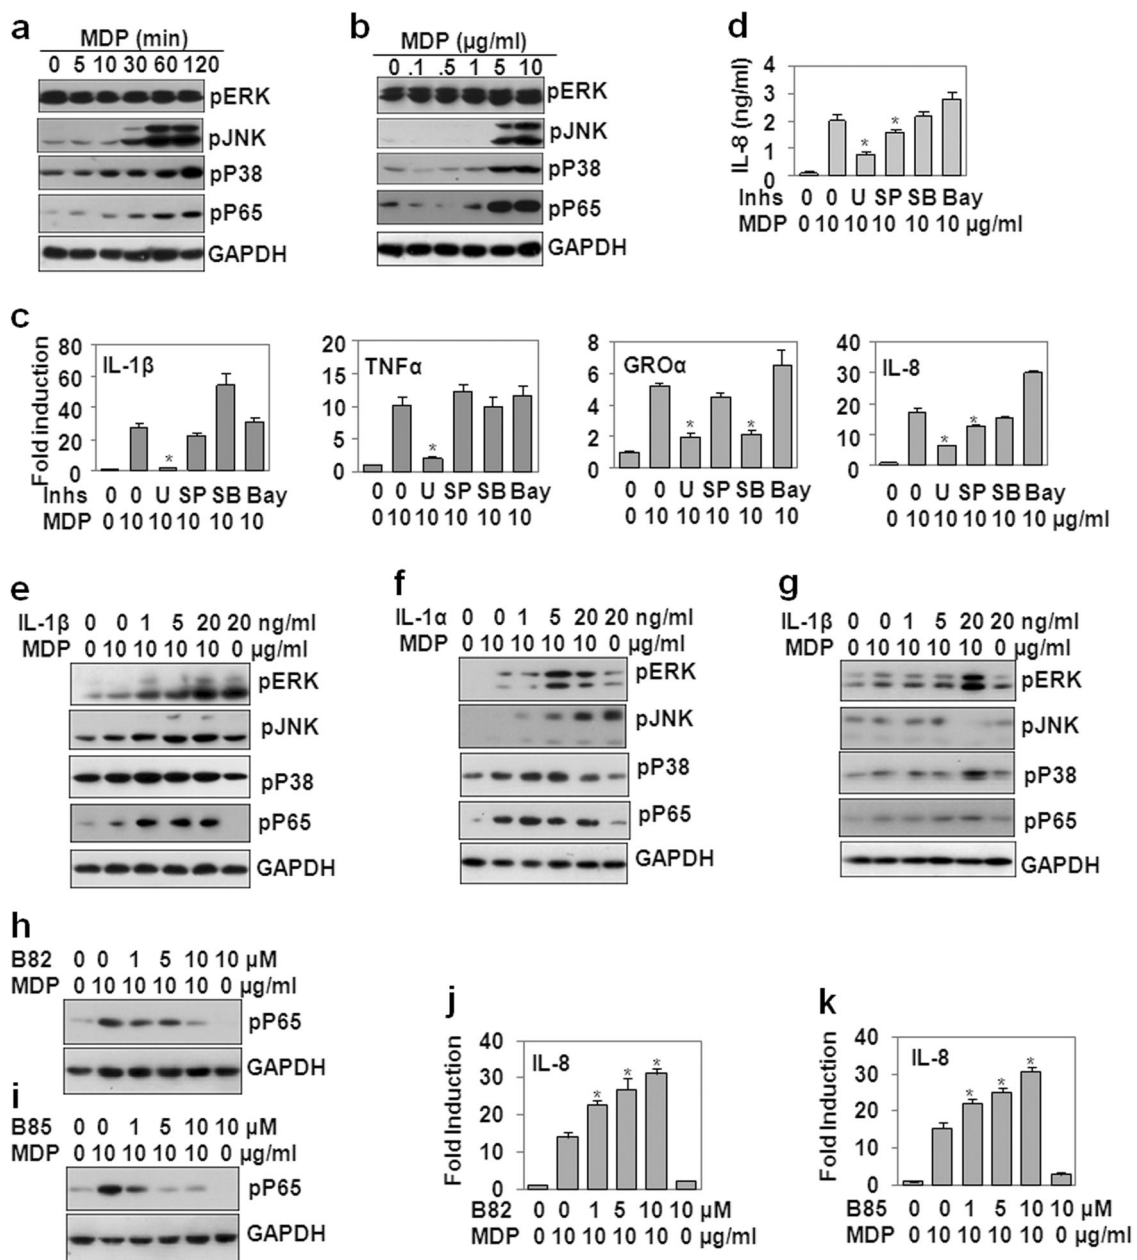 a
MDP (min)
0 5 10 30 60 120
pERK
pJNK
pP38
pP65
GAPDH
b
MDP (µg/ml)
0 .1 .5 1 5 10
pERK
pJNK
pP38
pP65
GAPDH
d
IL-8 (ng/ml)
4
3
2
1
0
* *
Inhs 0 0 U SP SB Bay
MDP 0 10 10 10 10 10 µg/ml
c
Fold induction
80
60
40
20
0
IL-1β
*
Inhs 0 0 U SP SB Bay
MDP 0 10 10 10 10 10
20
15
10
5
0
TNFα
*
0 0 U SP SB Bay
0 10 10 10 10 10
8
6
4
2
0
GROα
* *
0 0 U SP SB Bay
0 10 10 10 10 10
40
30
20
10
0
IL-8
* *
0 0 U SP SB Bay
0 10 10 10 10 10 µg/ml
e
IL-1β 0 0 1 5 20 20 ng/ml
MDP 0 10 10 10 10 0 µg/ml
pERK
pJNK
pP38
pP65
GAPDH
f
IL-1α 0 0 1 5 20 20 ng/ml
MDP 0 10 10 10 10 0 µg/ml
pERK
pJNK
pP38
pP65
GAPDH
g
IL-1β 0 0 1 5 20 20 ng/ml
MDP 0 10 10 10 10 0 µg/ml
pERK
pJNK
pP38
pP65
GAPDH
h
B82 0 0 1 5 10 10 µM
MDP 0 10 10 10 10 0 µg/ml
pP65
GAPDH
i
B85 0 0 1 5 10 10 µM
MDP 0 10 10 10 10 0 µg/ml
pP65
GAPDH
j
Fold Induction
40
30
20
10
0
IL-8
* * *
B82 0 0 1 5 10 10 µM
MDP 0 10 10 10 10 0 µg/ml
k
Fold Induction
40
30
20
10
0
IL-8
* * *
B85 0 0 1 5 10 10 µM
MDP 0 10 10 10 10 0 µg/ml